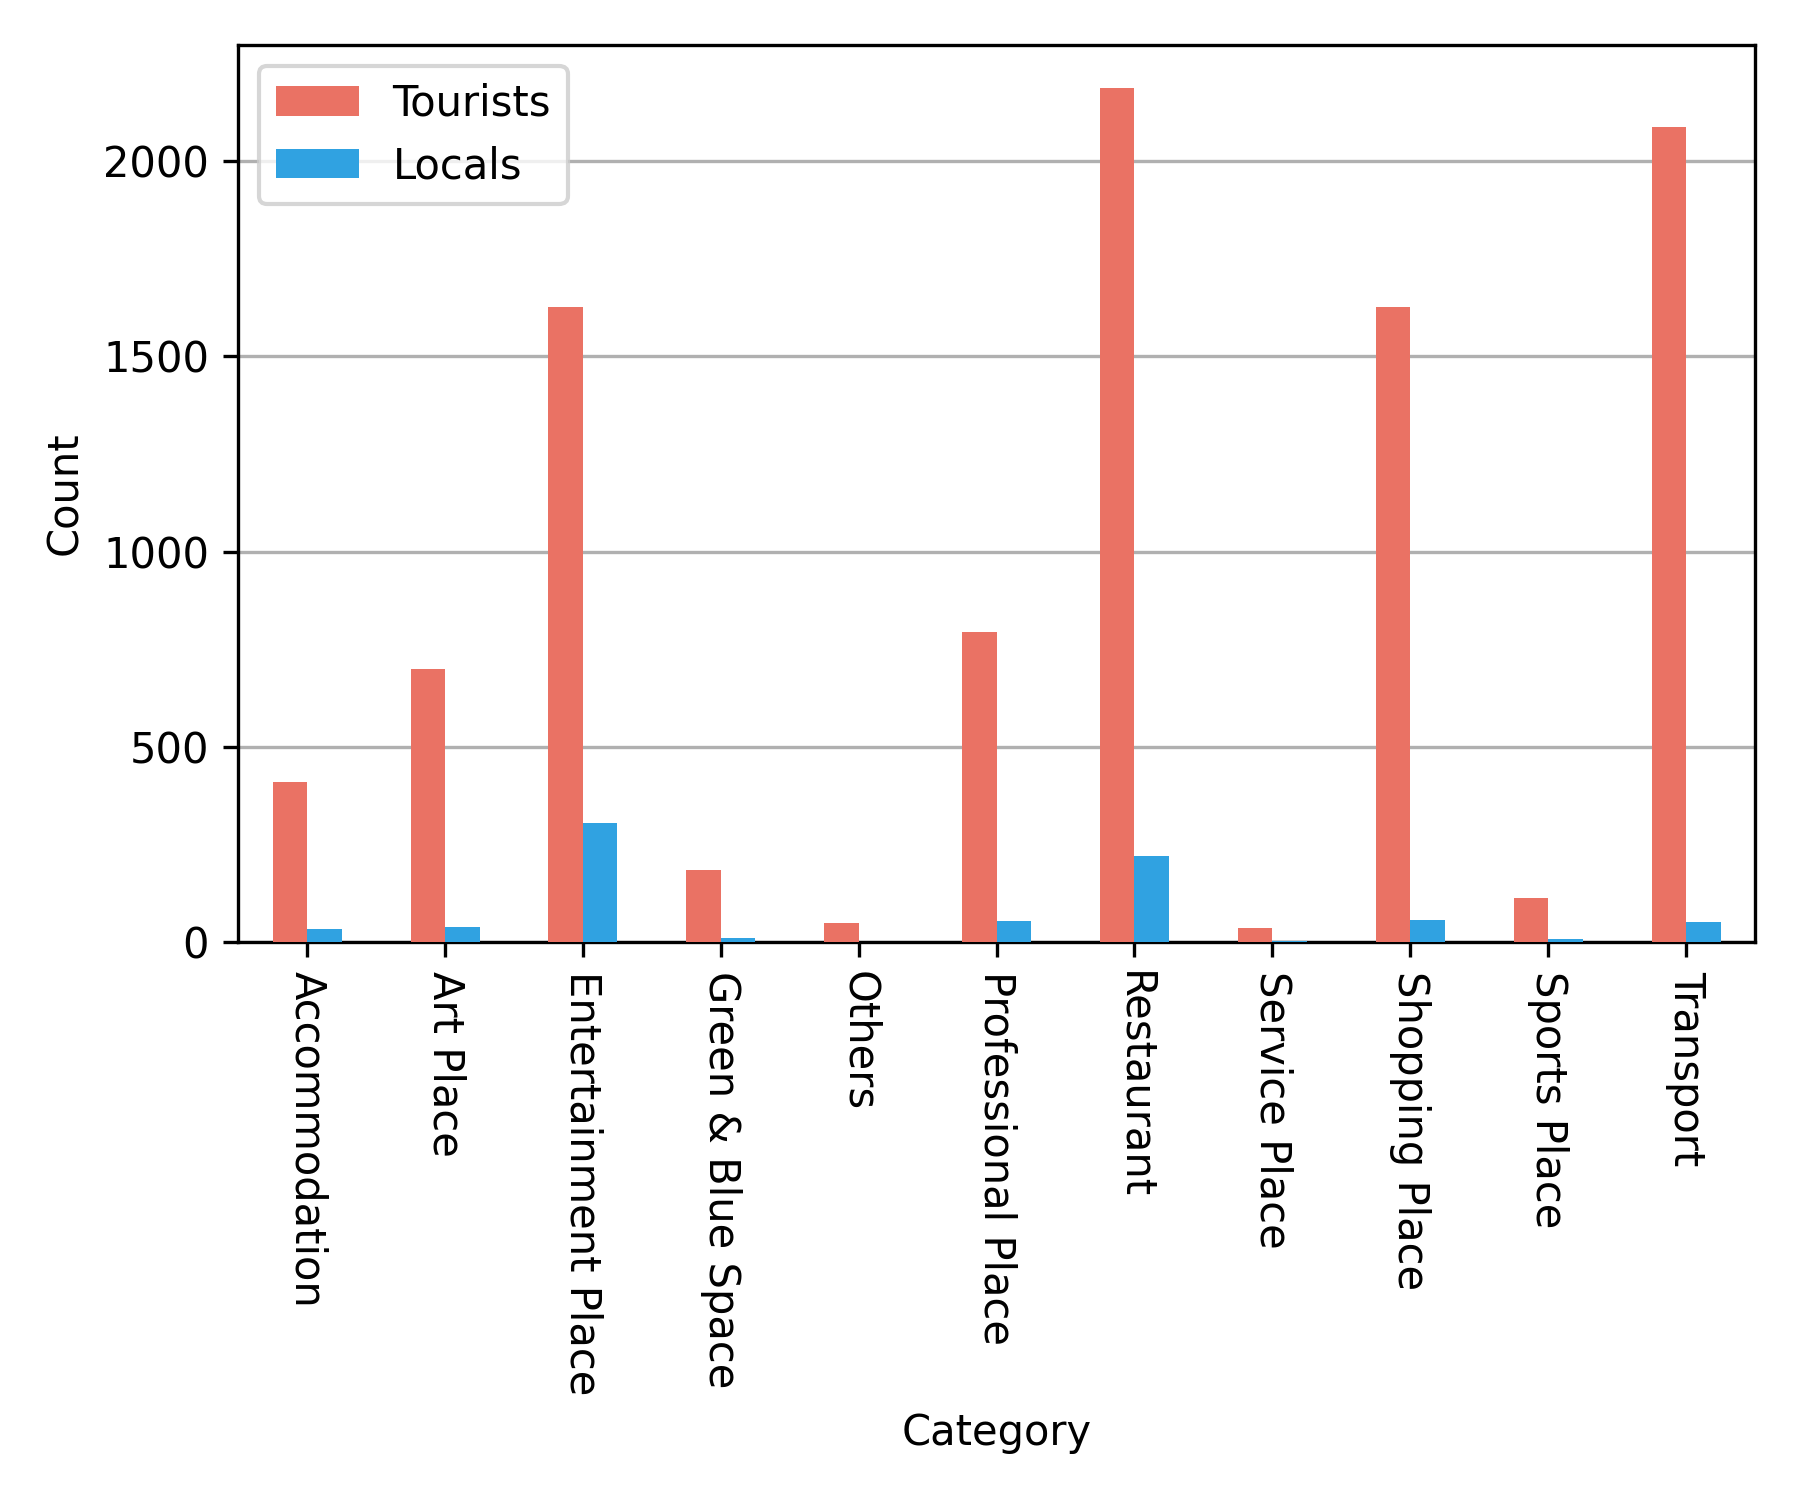 Tourists
Locals
2000
1500
1000
500
0
Count
Accommodation
Art Place
Entertainment Place
Green & Blue Space
Others
Professional Place
Restaurant
Service Place
Shopping Place
Sports Place
Transport
Category